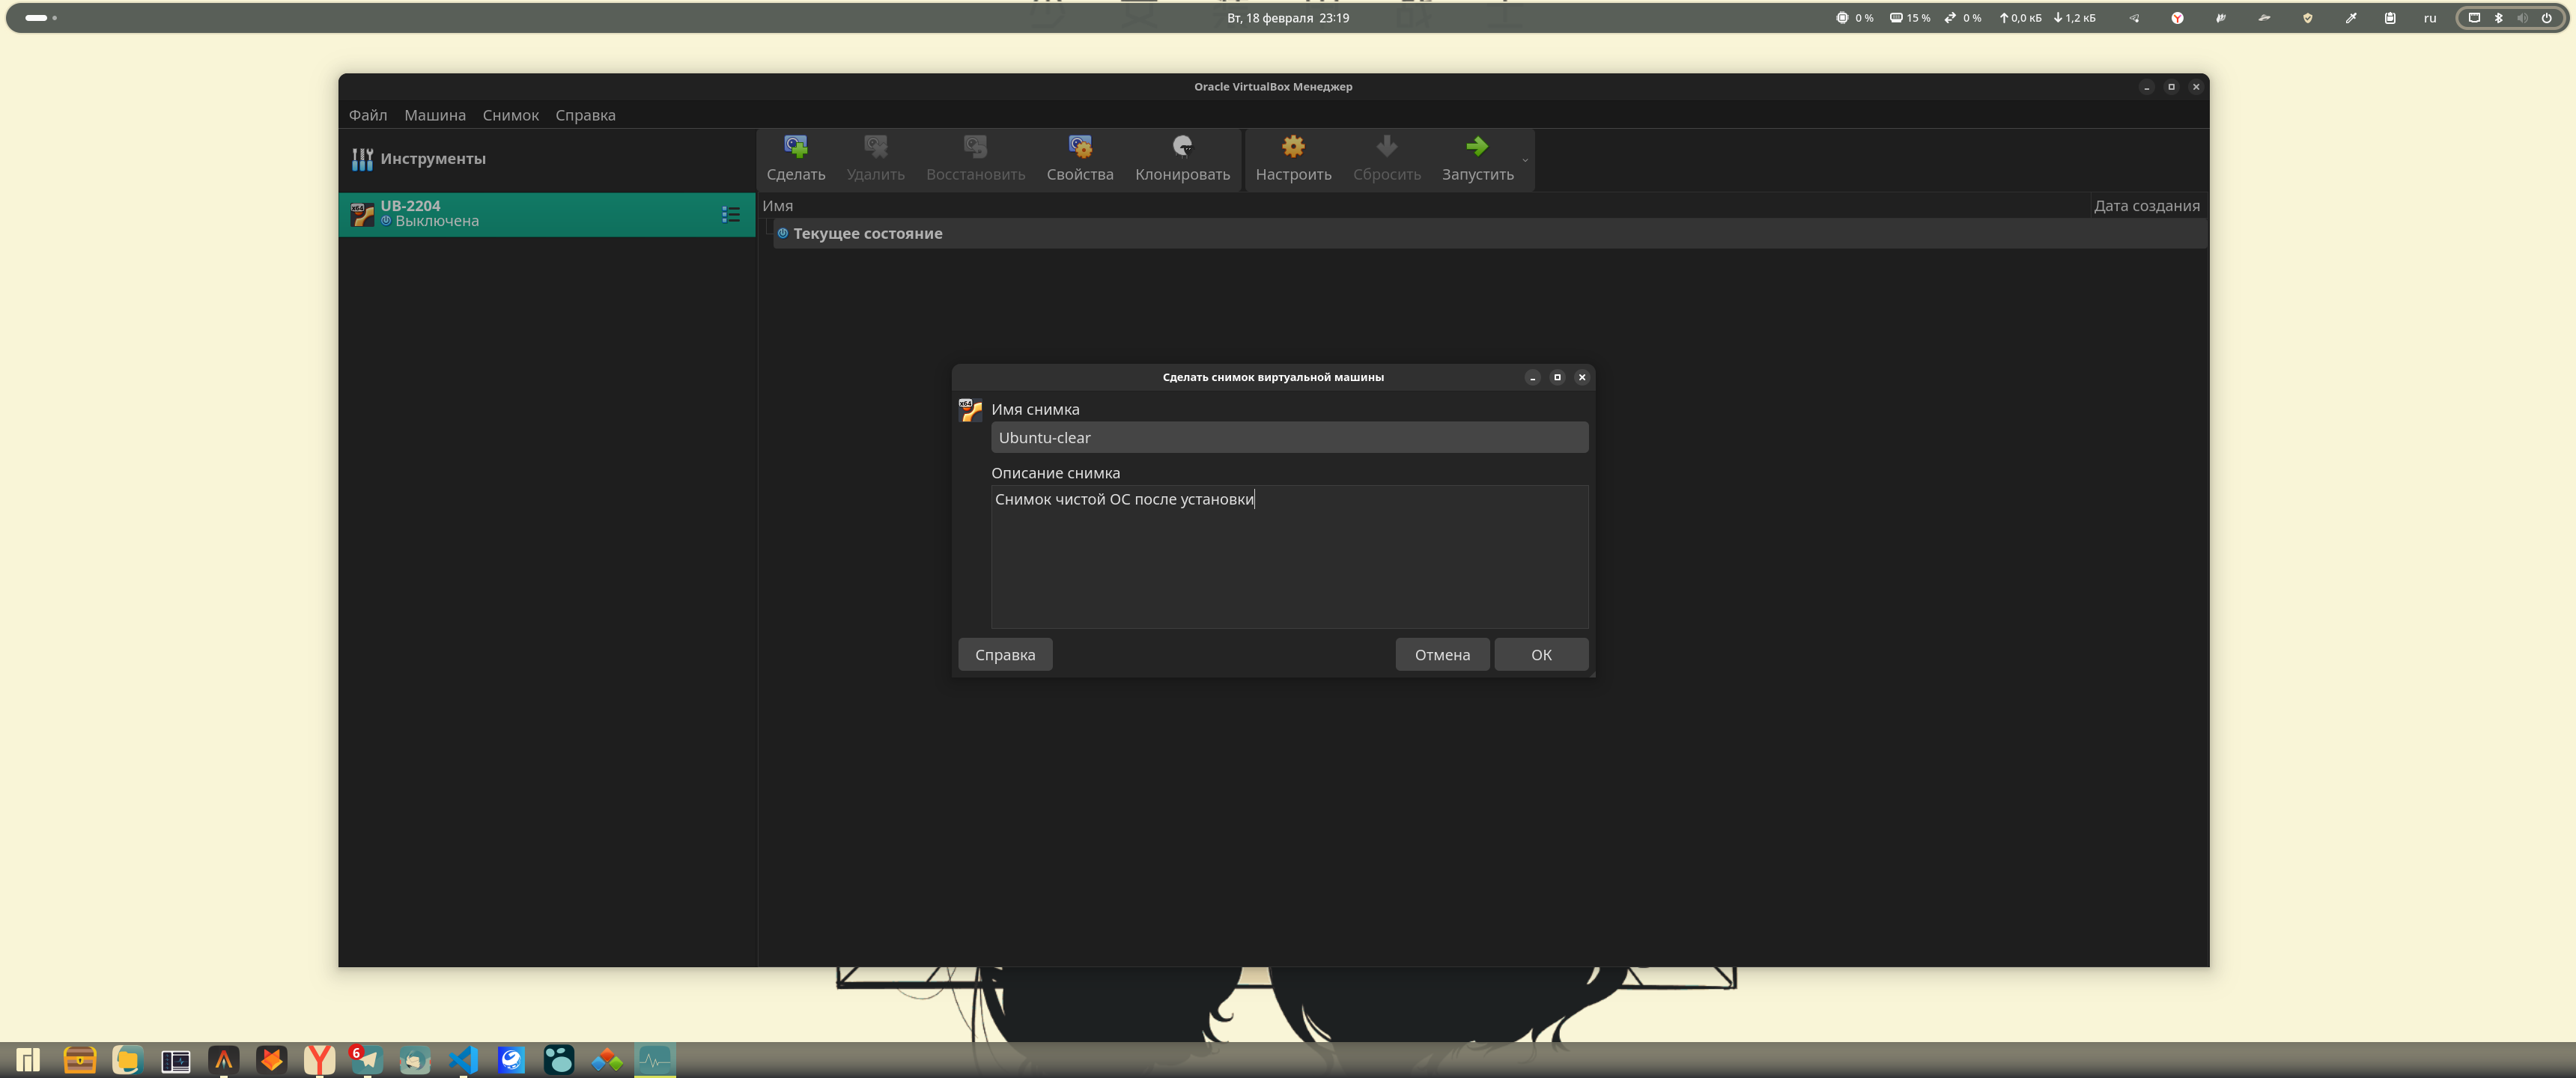 Вт, 18 февраля 23:19
0 %
15 %
0 %
0,0 кБ
1,2 кБ
ru
Oracle VirtualBox Менеджер
Файл Машина Снимок Справка
Инструменты
Сделать Удалить Восстановить Свойства Клонировать Настроить Сбросить Запустить
x64
UB-2204
Выключена
Имя Дата создания
Текущее состояние
Сделать снимок виртуальной машины
x64
Имя снимка
Ubuntu-clear
Описание снимка
Снимок чистой ОС после установки
Справка Отмена ОК
6